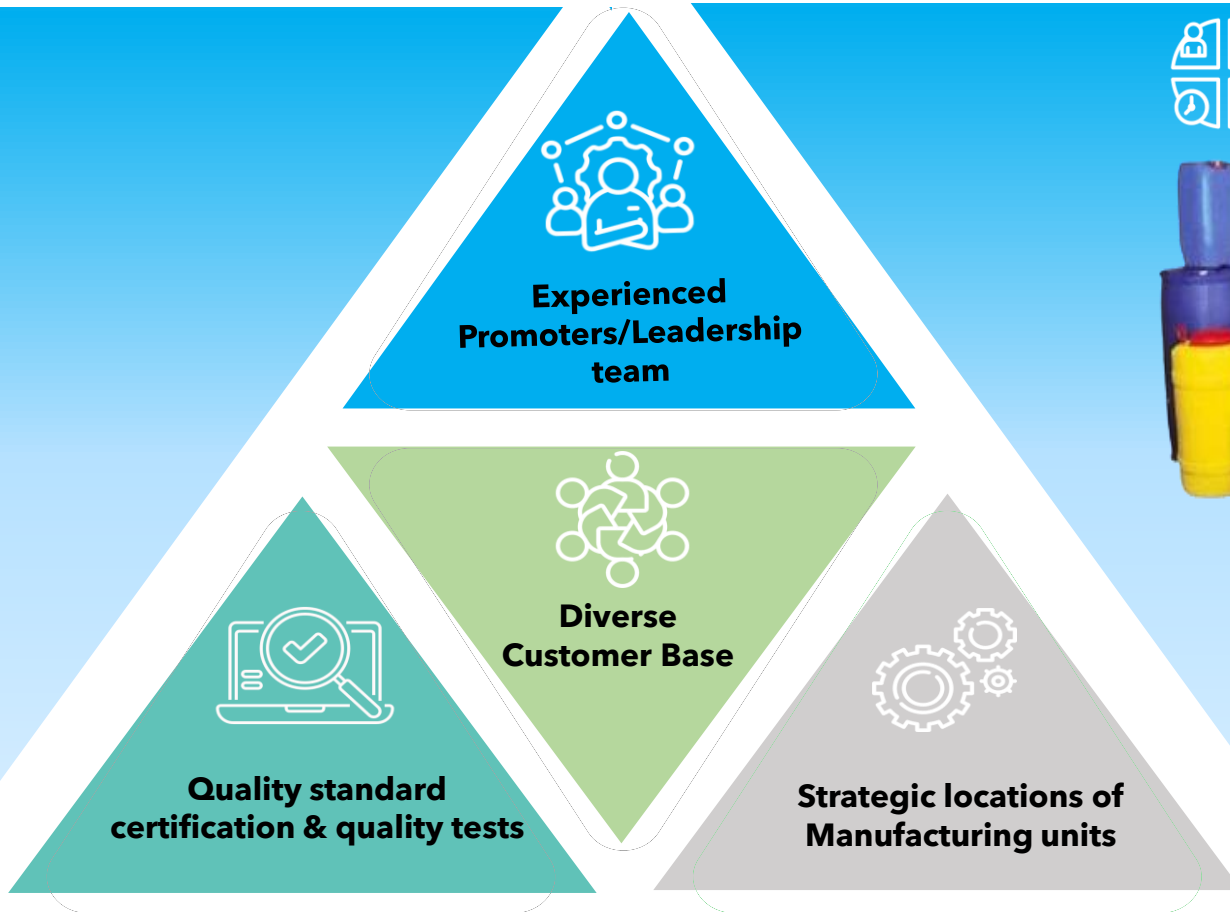 Experienced
Promoters/Leadership
team
Diverse
Customer Base
Quality standard
certification & quality tests
Strategic locations of
Manufacturing units